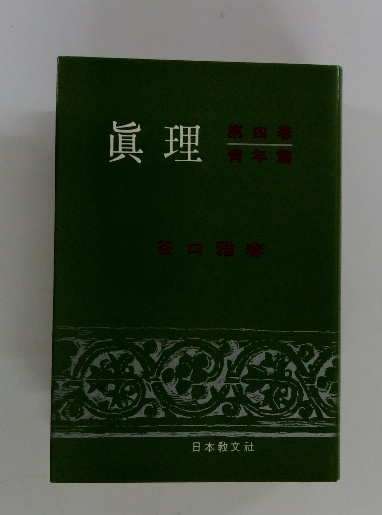 眞理
第四巻
青年篇
谷口雅春
日本教文社